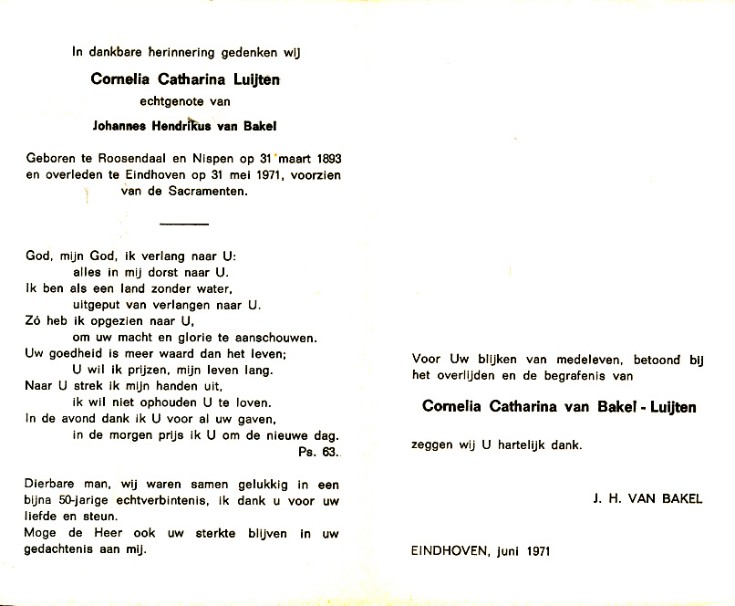 In dankbare herinnering gedenken wij
Cornelia Catharina Luijten
echtgenote van
Johannes Hendrikus van Bakel
Geboren te Roosendaal en Nispen op 31 maart 1893
en overleden te Eindhoven op 31 mei 1971, voorzien
van de Sacramenten.
God, mijn God, ik verlang naar U:
alles in mij dorst naar U.
Ik ben als een land zonder water,
uitgeput van verlangen naar U.
Zó heb ik opgezien naar U,
om uw macht en glorie te aanschouwen.
Uw goedheid is meer waard dan het leven;
U wil ik prijzen, mijn leven lang.
Naar U strek ik mijn handen uit,
ik wil niet ophouden U te loven.
In de avond dank ik U voor al uw gaven,
in de morgen prijs ik U om de nieuwe dag.
Ps. 63.
Dierbare man, wij waren samen gelukkig in een
bijna 50-jarige echtverbintenis, ik dank u voor uw
liefde en steun.
Moge de Heer ook uw sterkte blijven in uw
gedachtenis aan mij.
Voor Uw blijken van medeleven, betoond bij
het overlijden en de begrafenis van
Cornelia Catharina van Bakel - Luijten
zeggen wij U hartelijk dank.
J. H. VAN BAKEL
EINDHOVEN, juni 1971